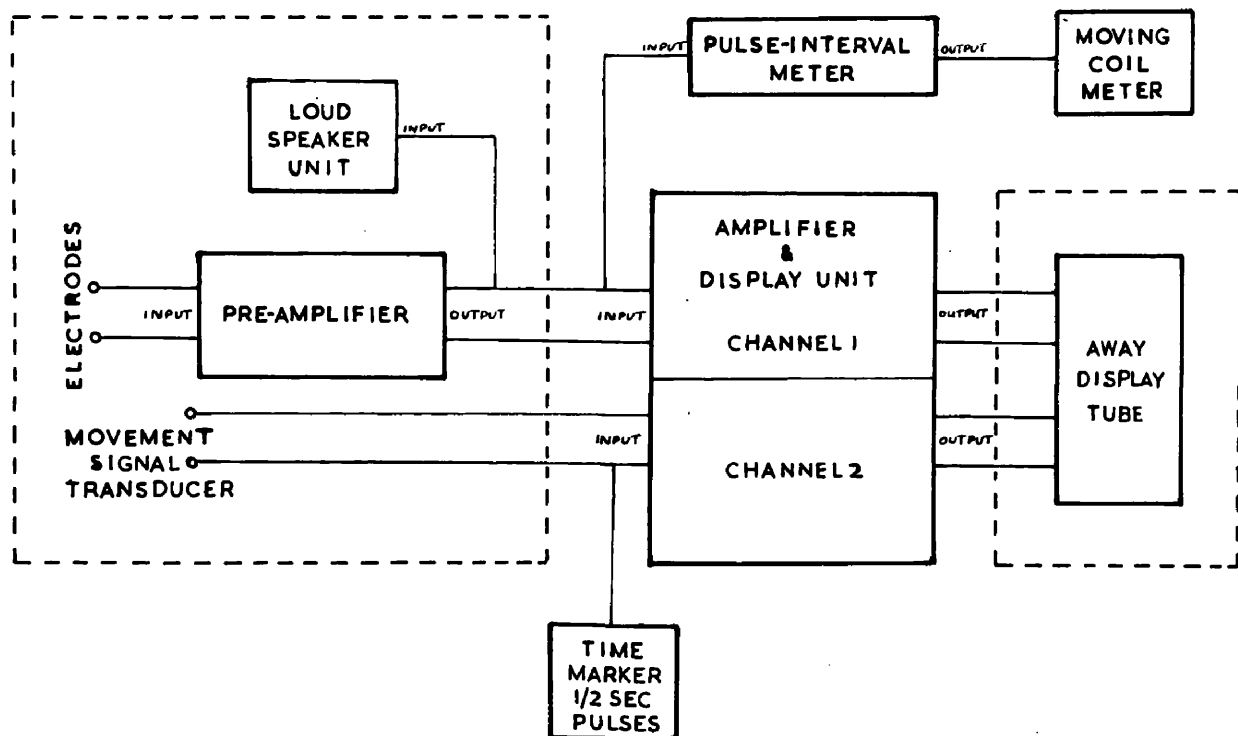 INPUT
PULSE-INTERVAL
METER
OUTPUT
MOVING
COIL
METER
LOUD
SPEAKER
UNIT
INPUT
ELECTRODES
INPUT
PRE-AMPLIFIER
OUTPUT
INPUT
AMPLIFIER
&
DISPLAY UNIT
CHANNEL 1
OUTPUT
AWAY
DISPLAY
TUBE
MOVEMENT
SIGNAL
TRANSDUCER
INPUT
CHANNEL 2
OUTPUT
TIME
MARKER
1/2 SEC
PULSES